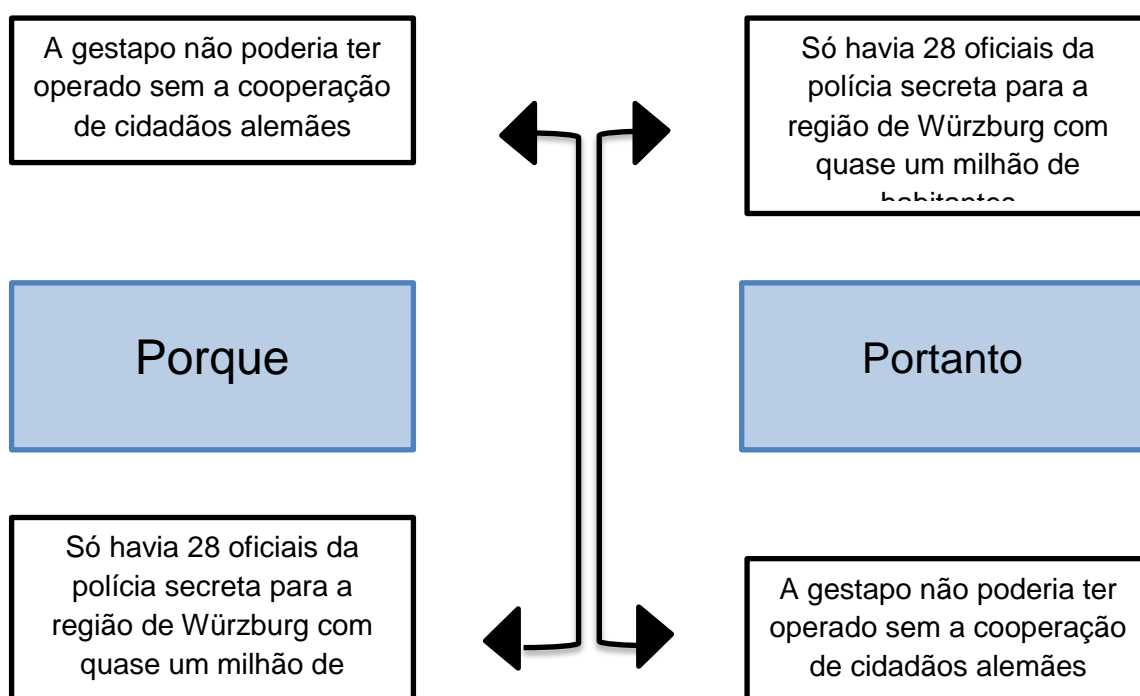 A gestapo não poderia ter
operado sem a cooperação
de cidadãos alemães
Porque
Só havia 28 oficiais da
polícia secreta para a
região de Würzburg com
quase um milhão de
Só havia 28 oficiais da
polícia secreta para a
região de Würzburg com
quase um milhão de
habitantes
Portanto
A gestapo não poderia ter
operado sem a cooperação
de cidadãos alemães